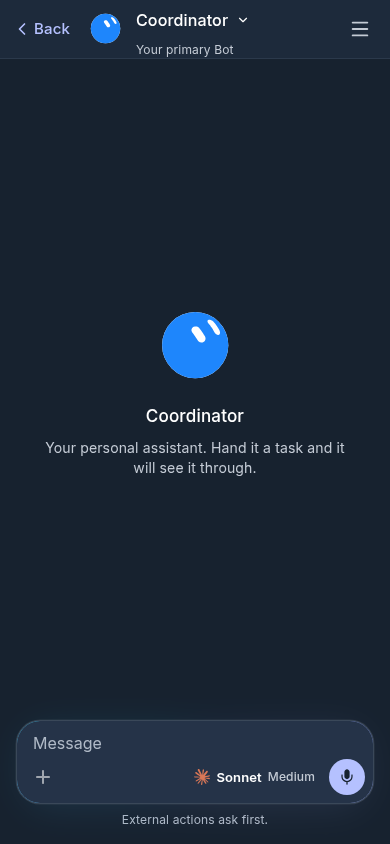 Back
Coordinator
Your primary Bot
Coordinator
Your personal assistant. Hand it a task and it
will see it through.
Message
Sonnet Medium
External actions ask first.